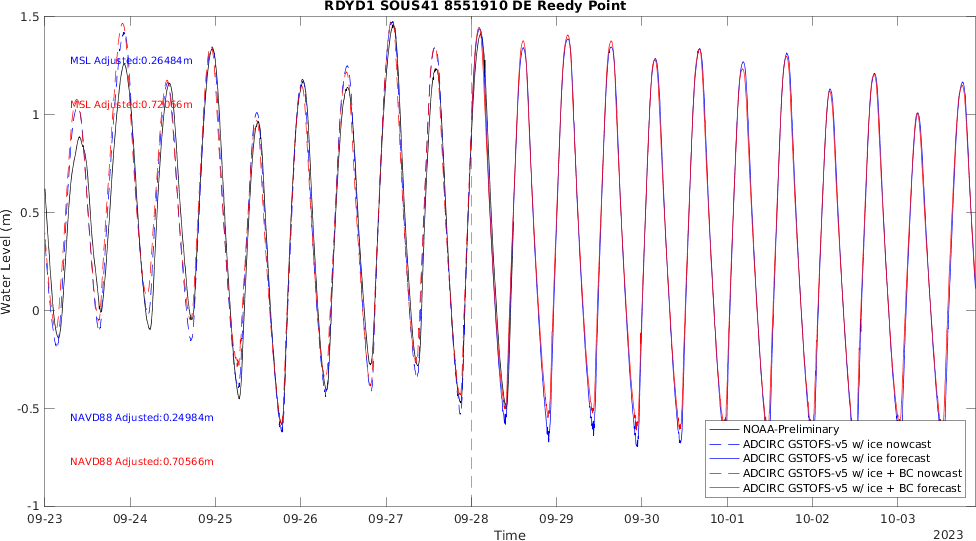 RDYD1 SOUS41 8551910 DE Reedy Point
1.5
MSL Adjusted:0.26484m
MSL Adjusted:0.72066m
1
0.5
Water Level (m)
0
-0.5
NAVD88 Adjusted:0.24984m
NAVD88 Adjusted:0.70566m
NOAA-Preliminary
ADCIRC GSTOFS-v5 w/ ice nowcast
ADCIRC GSTOFS-v5 w/ ice forecast
ADCIRC GSTOFS-v5 w/ ice + BC nowcast
ADCIRC GSTOFS-v5 w/ ice + BC forecast
-1
09-23 09-24 09-25 09-26 09-27 09-28 09-29 09-30 10-01 10-02 10-03
Time
2023